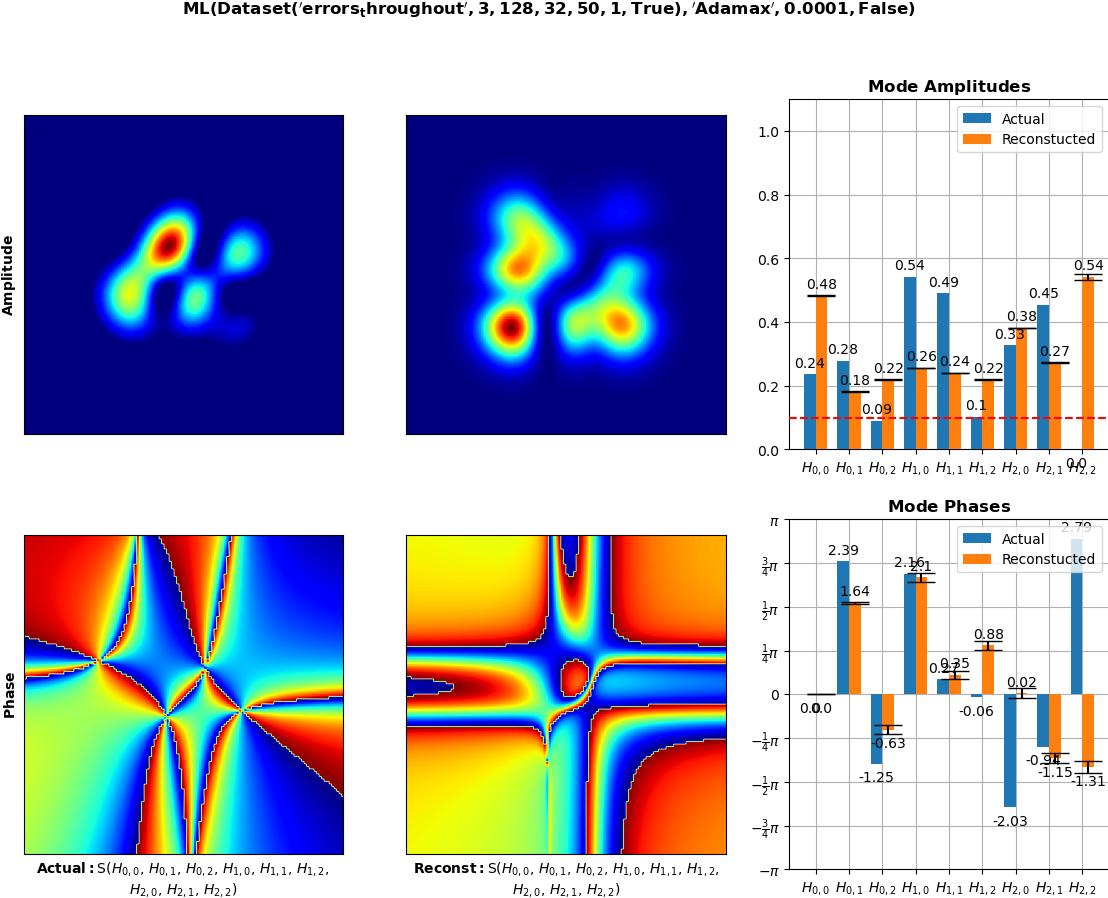 ML(Dataset('errors_throughout', 3, 128, 32, 50, 1, True), 'Adamax', 0.0001, False)
Amplitude
Mode Amplitudes
Actual
Reconstucted
1.0
0.8
0.6
0.4
0.2
0.0
0.24 0.48 0.28 0.18 0.09 0.22 0.54 0.26 0.49 0.24 0.1 0.22 0.33 0.38 0.45 0.27 0.0 0.54
H0,0 H0,1 H0,2 H1,0 H1,1 H1,2 H2,0 H2,1 H2,2
Phase
Actual: S(H0,0, H0,1, H0,2, H1,0, H1,1, H1,2,
H2,0, H2,1, H2,2)
Reconst: S(H0,0, H0,1, H0,2, H1,0, H1,1, H1,2,
H2,0, H2,1, H2,2)
Mode Phases
Actual
Reconstucted
π
3/4π
1/2π
1/4π
0
−1/4π
−1/2π
−3/4π
−π
0.0 0.0 2.39 1.64 -1.25 -0.63 2.16 2.1 0.35 -0.06 0.88 -2.03 0.02 -0.94 -1.15 2.79 -1.31
H0,0 H0,1 H0,2 H1,0 H1,1 H1,2 H2,0 H2,1 H2,2